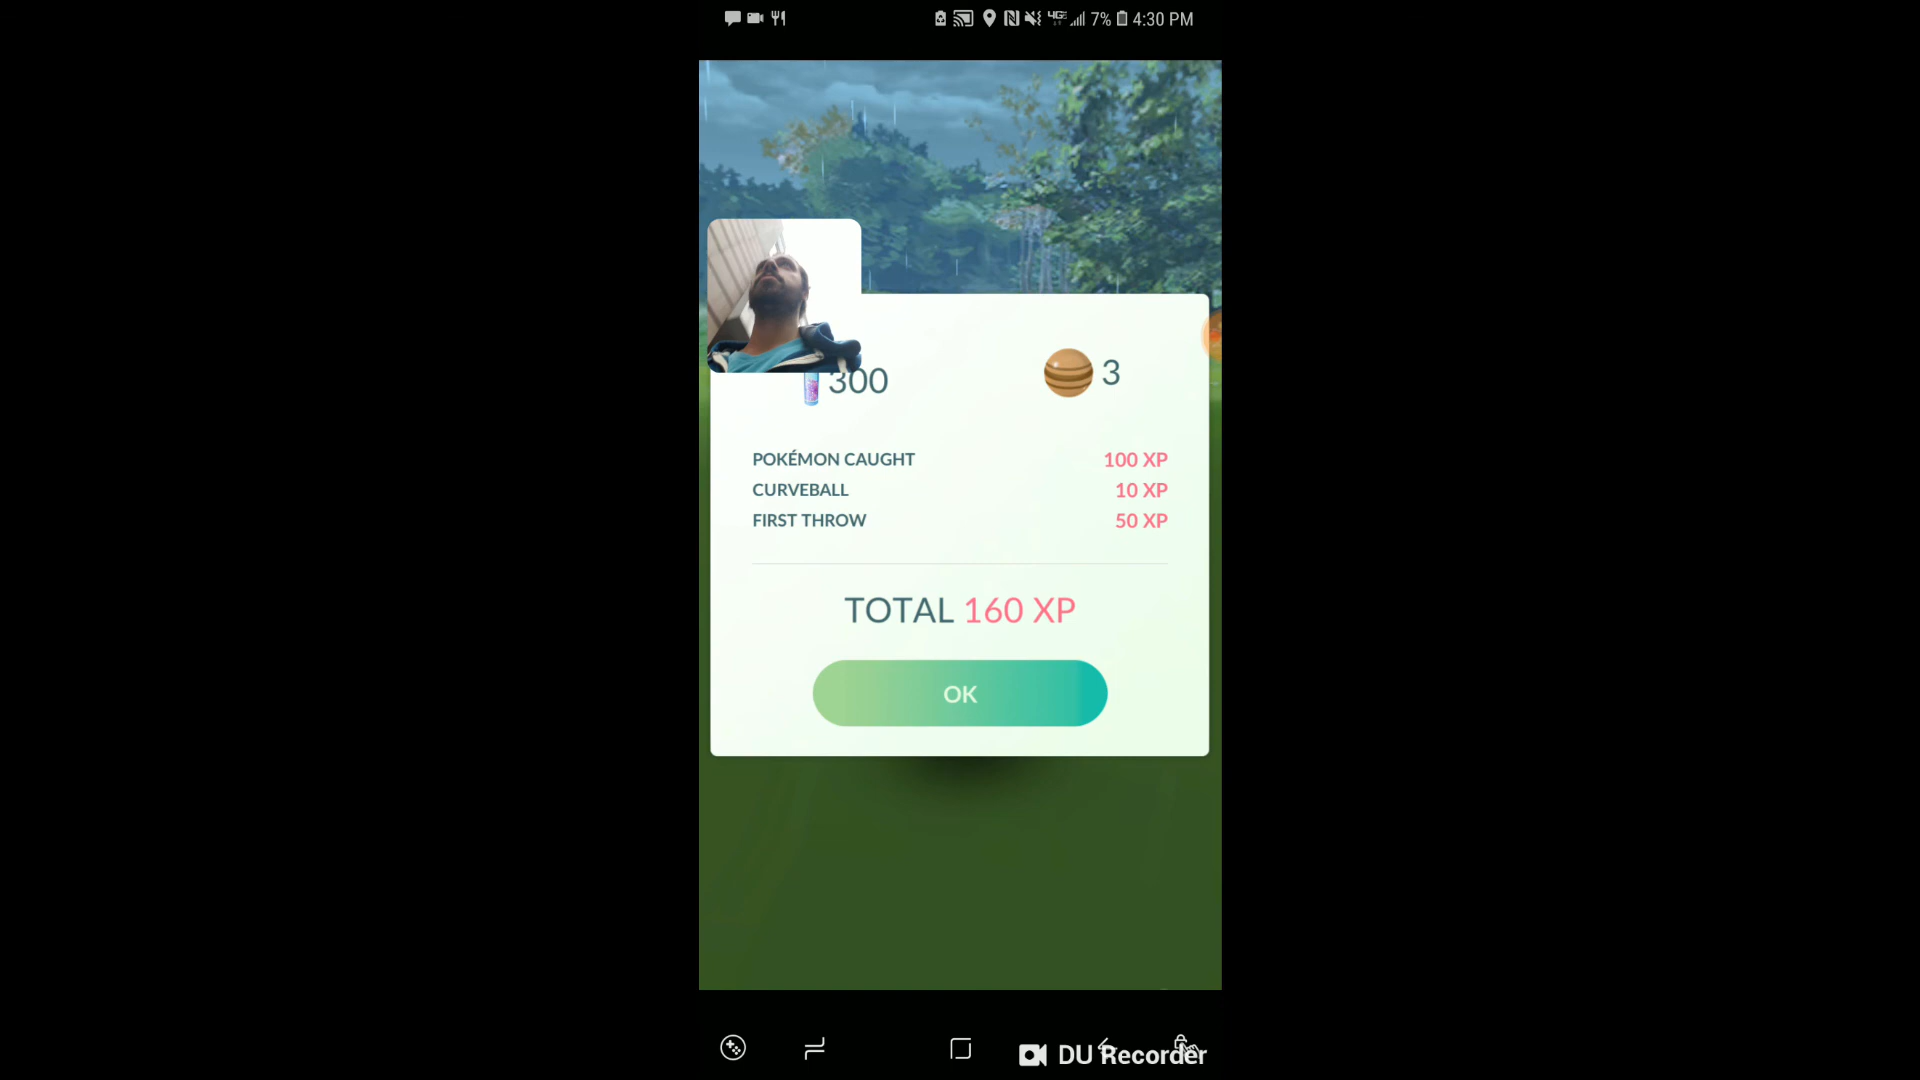 7% 4:30 PM
300
3
POKÉMON CAUGHT 100 XP
CURVEBALL 10 XP
FIRST THROW 50 XP
TOTAL 160 XP
OK
DU Recorder